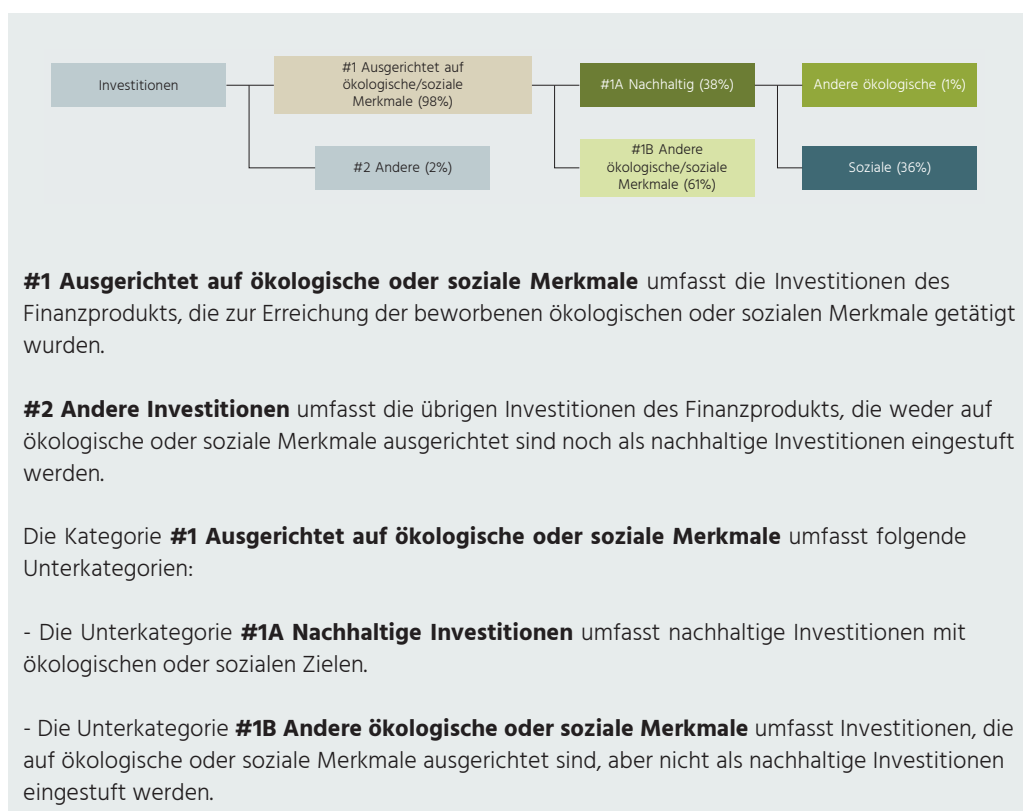 Investitionen
#1 Ausgerichtet auf
ökologische/soziale
Merkmale (98%)
#1A Nachhaltig (38%)
Andere ökologische (1%)
#2 Andere (2%)
#1B Andere
ökologische/soziale
Merkmale (61%)
Soziale (36%)
#1 Ausgerichtet auf ökologische oder soziale Merkmale umfasst die Investitionen des
Finanzprodukts, die zur Erreichung der beworbenen ökologischen oder sozialen Merkmale getätigt
wurden.
#2 Andere Investitionen umfasst die übrigen Investitionen des Finanzprodukts, die weder auf
ökologische oder soziale Merkmale ausgerichtet sind noch als nachhaltige Investitionen eingestuft
werden.
Die Kategorie #1 Ausgerichtet auf ökologische oder soziale Merkmale umfasst folgende
Unterkategorien:
- Die Unterkategorie #1A Nachhaltige Investitionen umfasst nachhaltige Investitionen mit
ökologischen oder sozialen Zielen.
- Die Unterkategorie #1B Andere ökologische oder soziale Merkmale umfasst Investitionen, die
auf ökologische oder soziale Merkmale ausgerichtet sind, aber nicht als nachhaltige Investitionen
eingestuft werden.